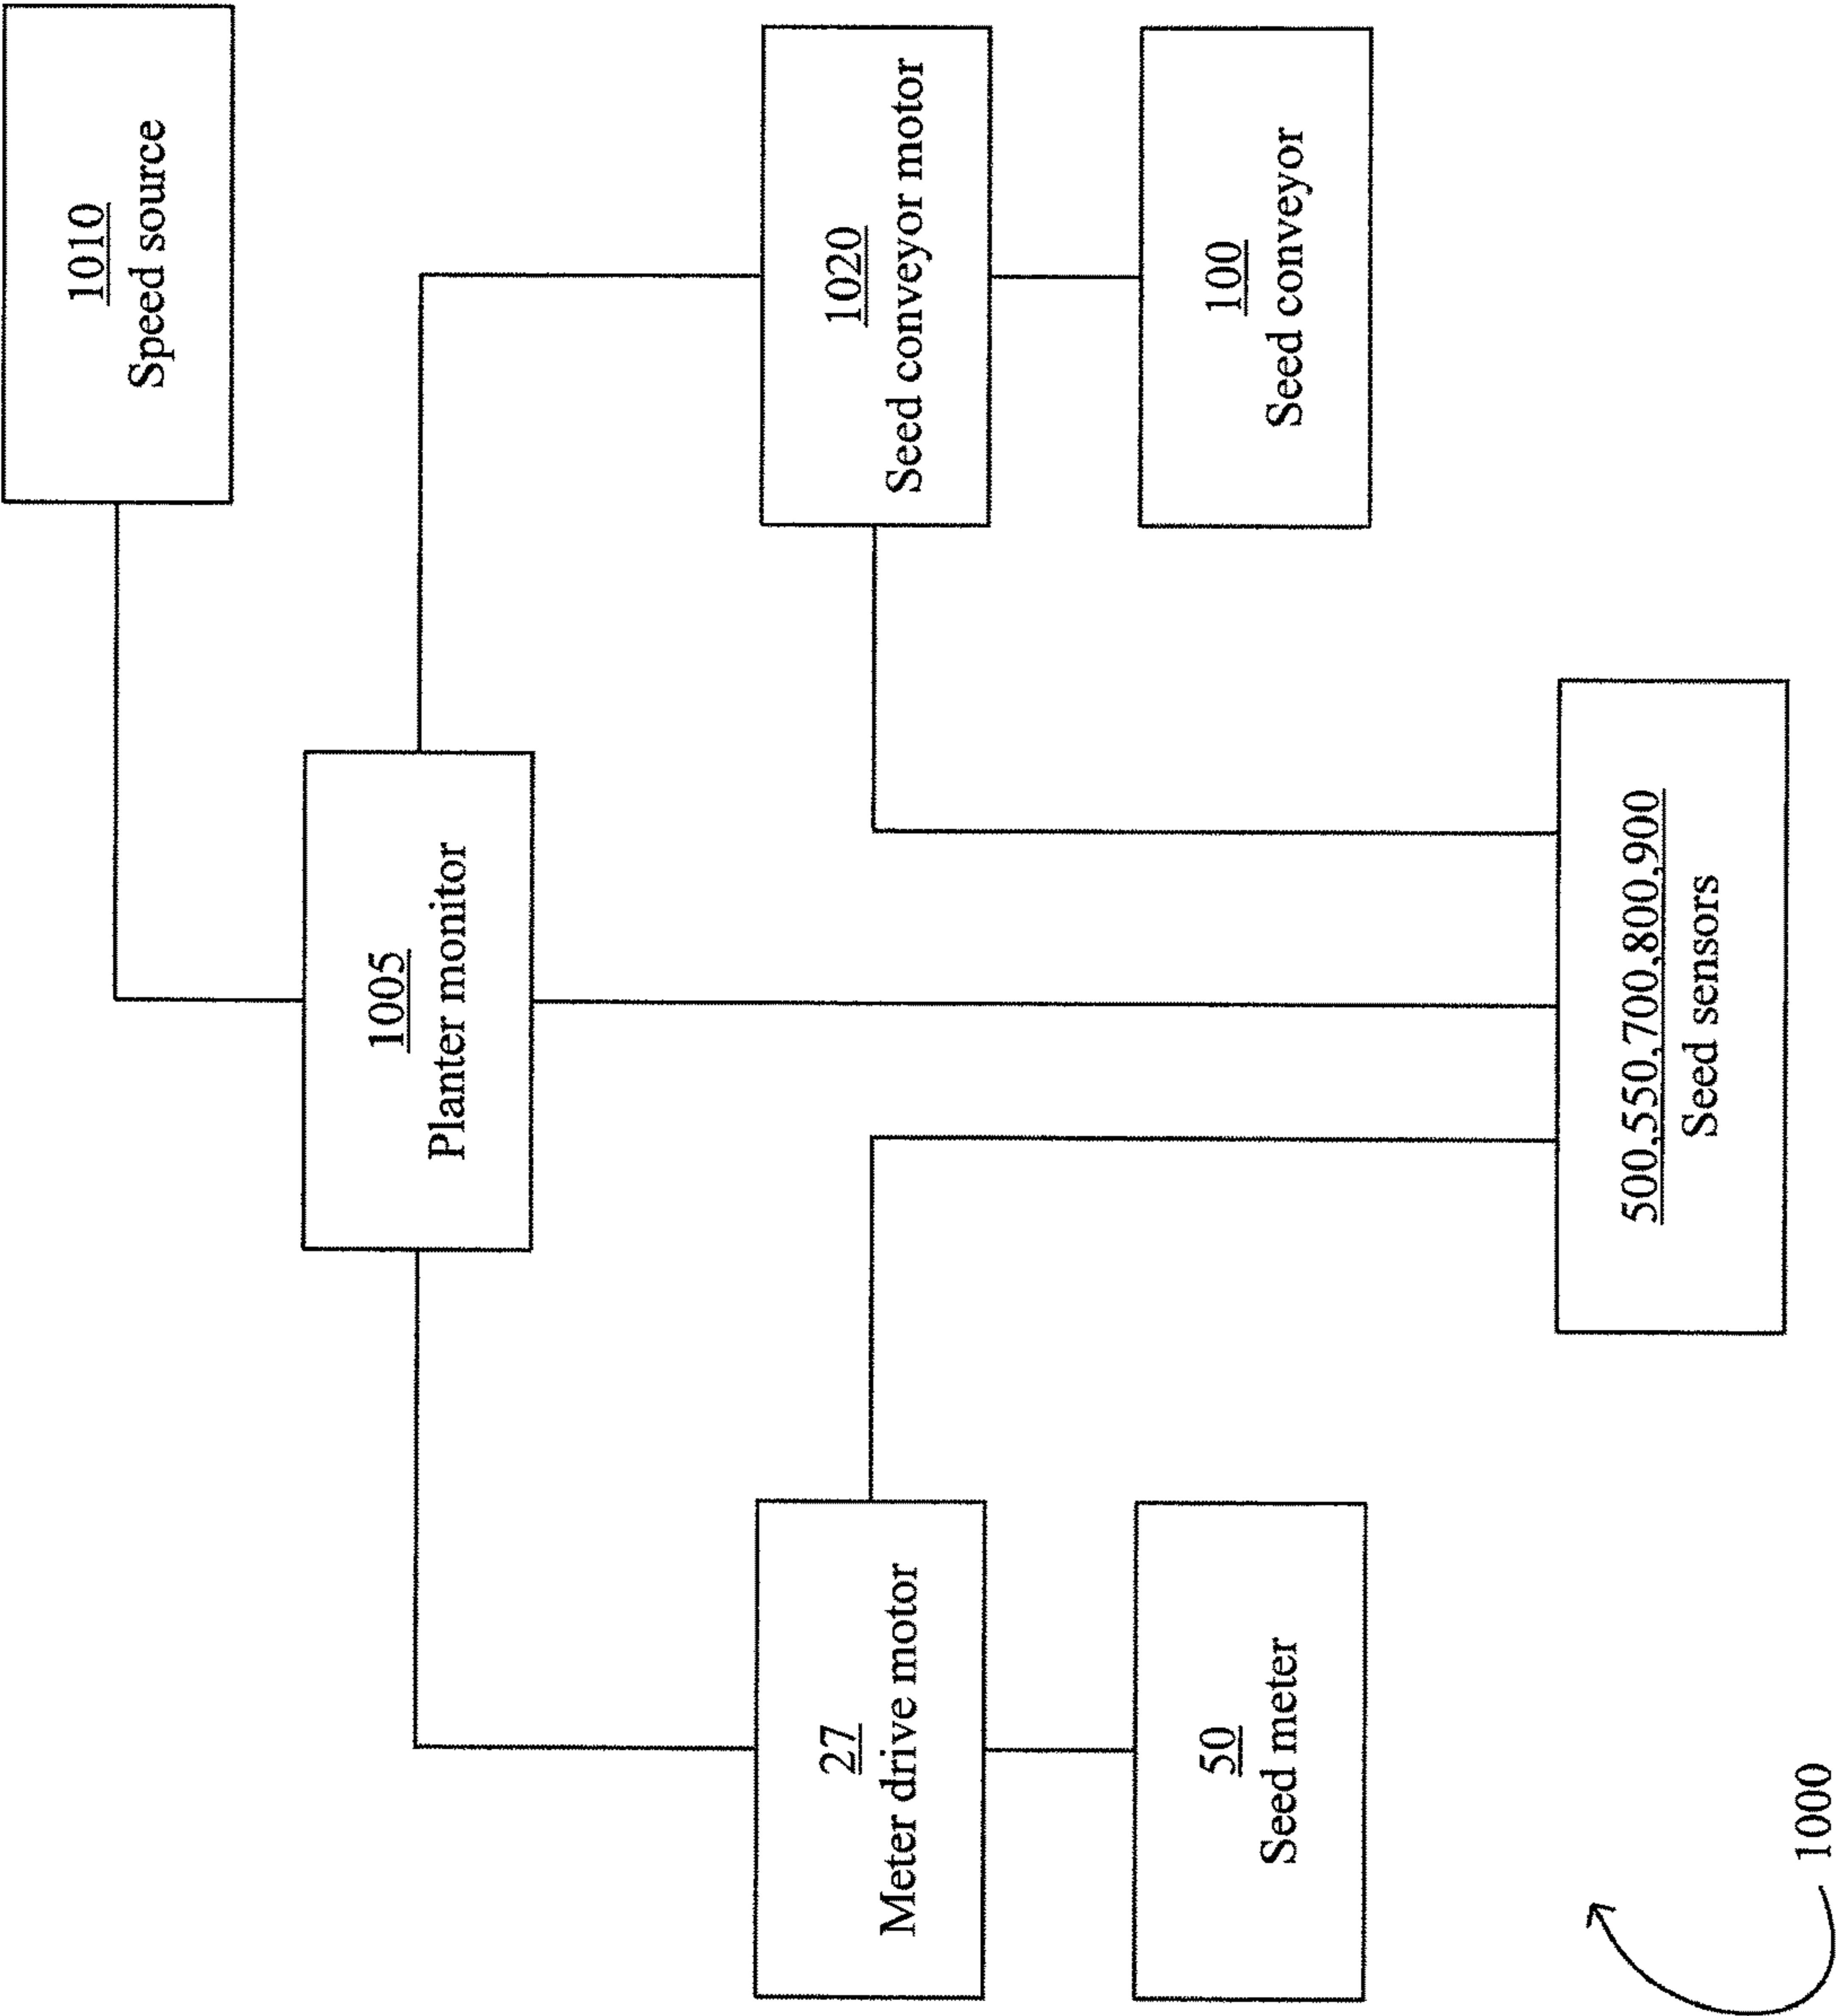 1010
Speed source
1005
Planter monitor
27
Meter drive motor
1020
Seed conveyor motor
50
Seed meter
100
Seed conveyor
500,550,700,800,900
Seed sensors
1000